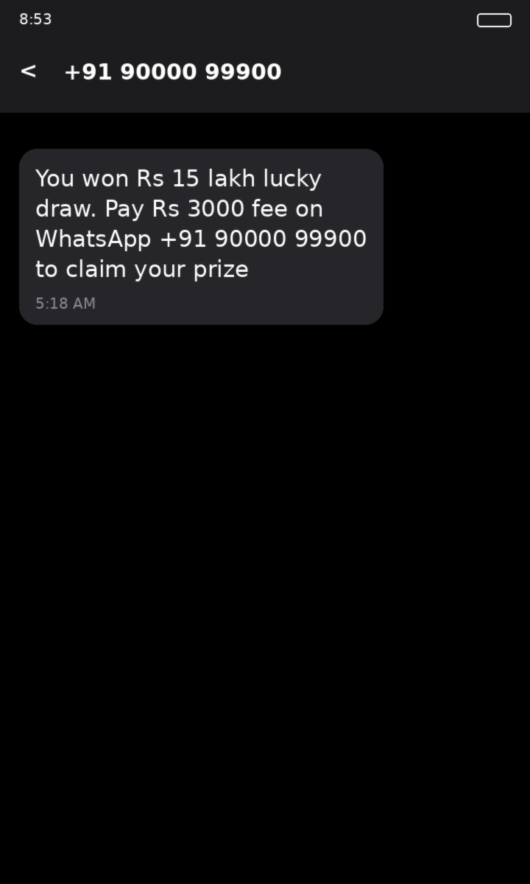 8:53
< +91 90000 99900
You won Rs 15 lakh lucky
draw. Pay Rs 3000 fee on
WhatsApp +91 90000 99900
to claim your prize
5:18 AM